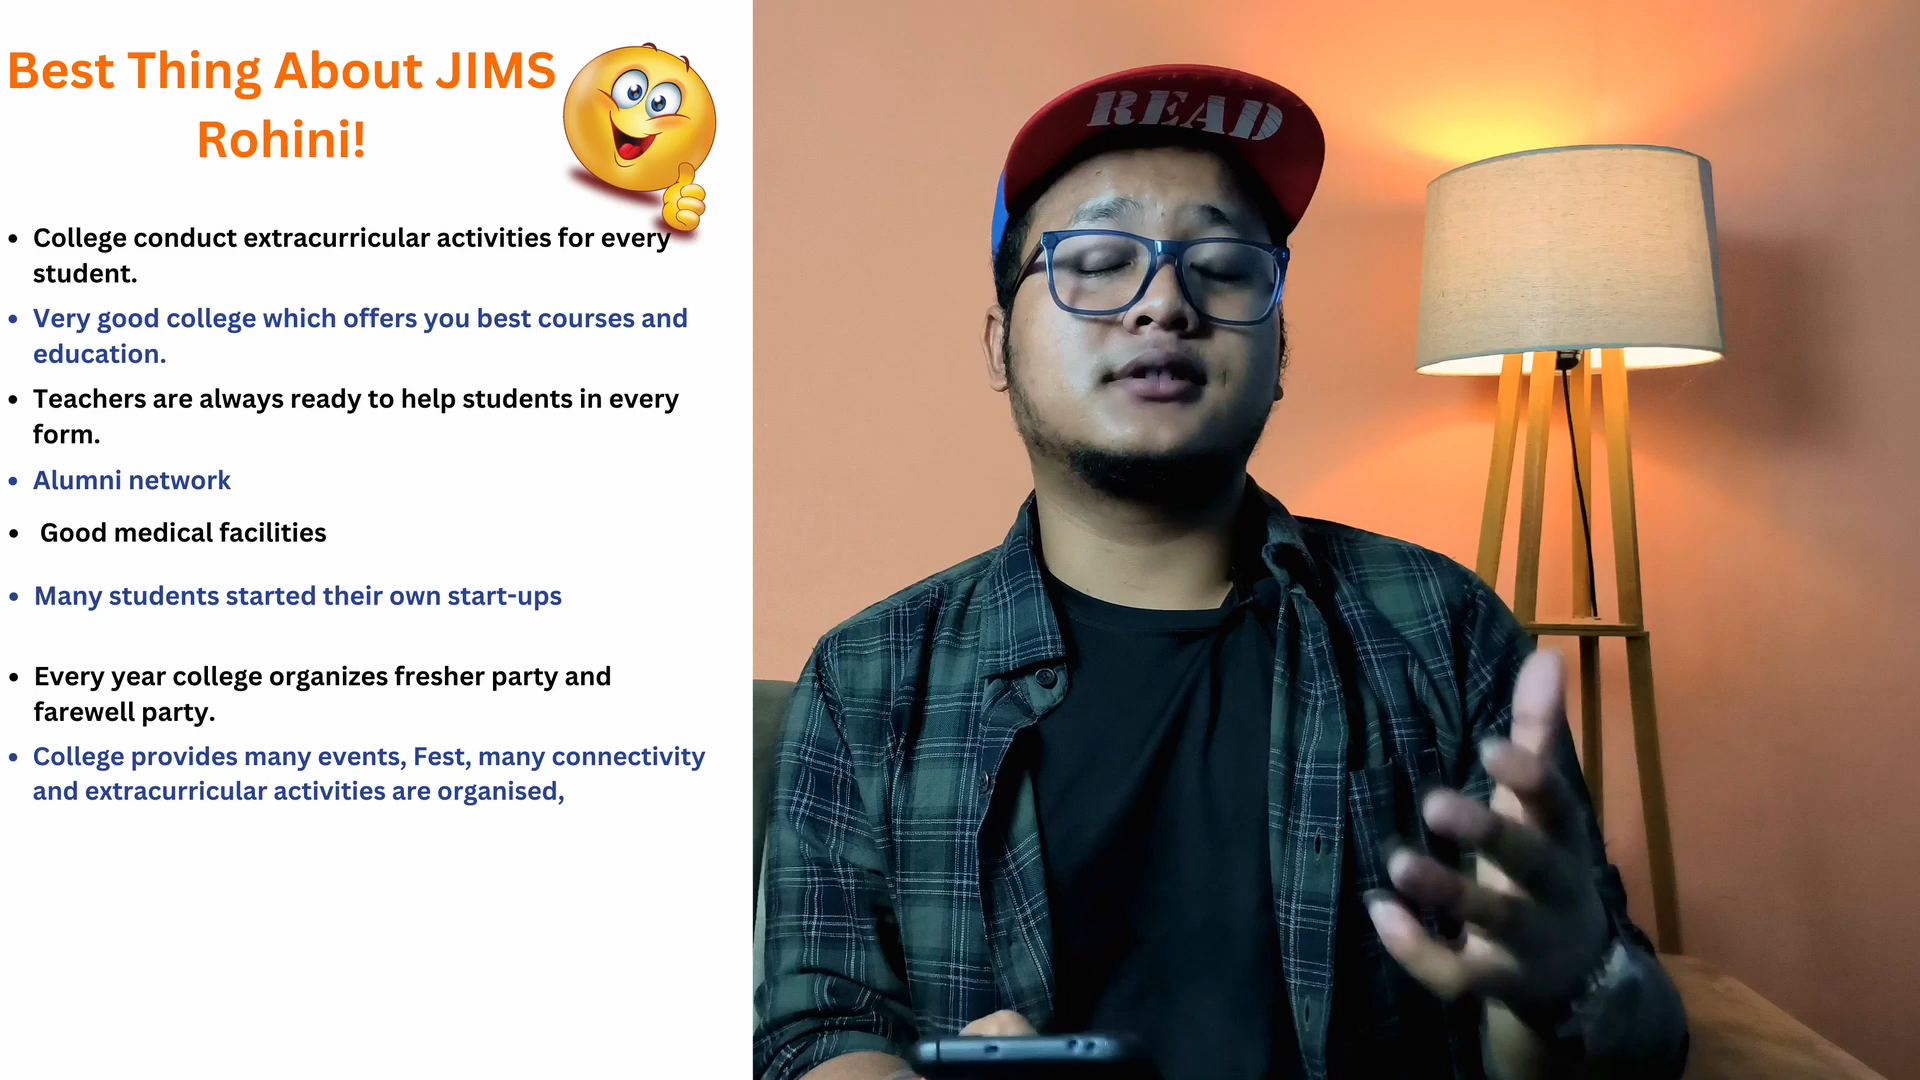 Best Thing About JIMS
Rohini!
READ
• College conduct extracurricular activities for every
student.
• Very good college which offers you best courses and
education.
• Teachers are always ready to help students in every
form.
• Alumni network
• Good medical facilities
• Many students started their own start-ups
• Every year college organizes fresher party and
farewell party.
• College provides many events, Fest, many connectivity
and extracurricular activities are organised,